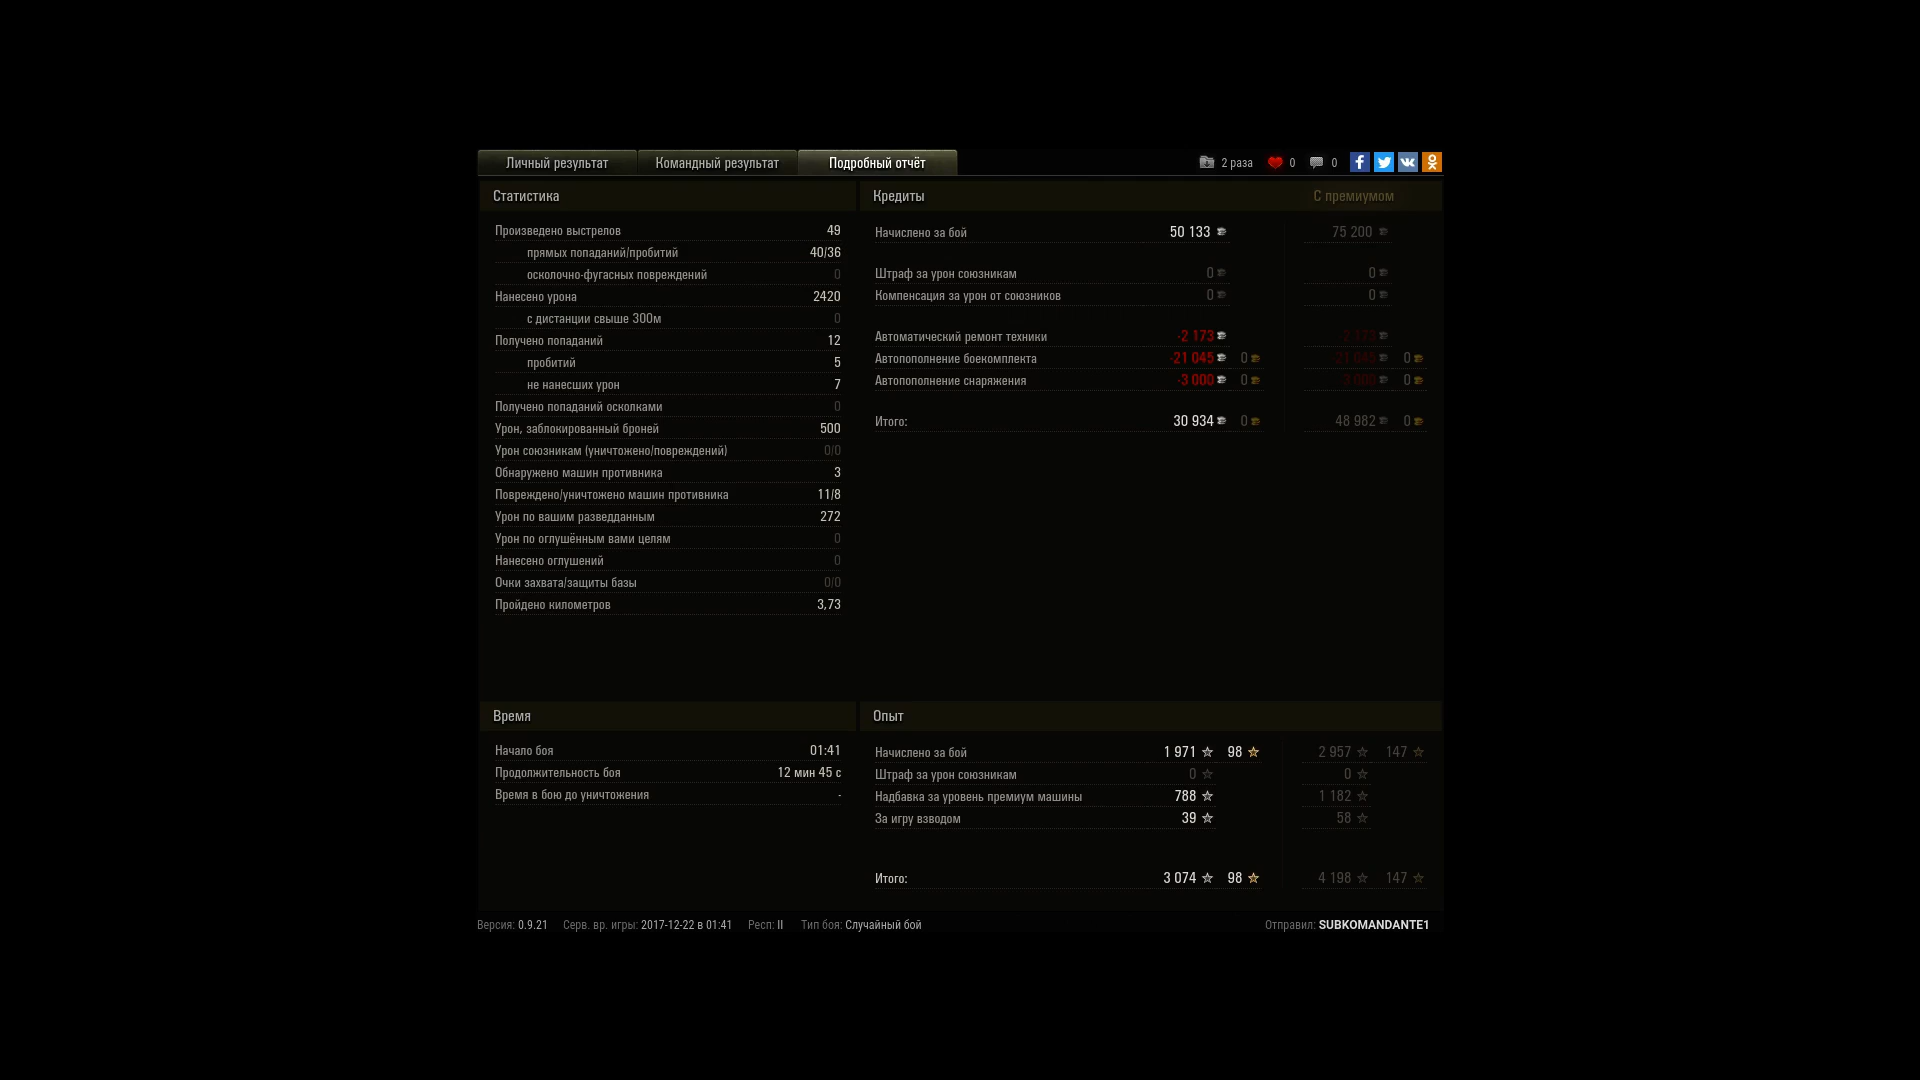 Личный результат Командный результат Подробный отчёт 2 раза 0 0
Статистика
Произведено выстрелов 49
прямых попаданий/пробитий 40/36
осколочно-фугасных повреждений 0
Нанесено урона 2420
с дистанции свыше 300м 0
Получено попаданий 12
пробитий 5
не нанесших урон 7
Получено попаданий осколками 0
Урон, заблокированный броней 500
Урон союзникам (уничтожено/повреждений) 0/0
Обнаружено машин противника 3
Повреждено/уничтожено машин противника 11/8
Урон по вашим разведданным 272
Урон по оглушённым вами целям 0
Нанесено оглушений 0
Очки захвата/защиты базы 0/0
Пройдено километров 3,73
Кредиты С премиумом
Начислено за бой 50 133 75 200
Штраф за урон союзникам 0 0
Компенсация за урон от союзников 0 0
Автоматический ремонт техники -2 173 -2 173
Автопополнение боекомплекта -21 045 0 -21 045 0
Автопополнение снаряжения -3 000 0 -3 000 0
Итого: 30 934 0 48 982 0
Время
Начало боя 01:41
Продолжительность боя 12 мин 45 с
Время в бою до уничтожения -
Опыт
Начислено за бой 1 971 98 2 957 147
Штраф за урон союзникам 0 0
Надбавка за уровень премиум машины 788 1 182
За игру взводом 39 58
Итого: 3 074 98 4 198 147
Версия: 0.9.21 Серв. вр. игры: 2017-12-22 в 01:41 Респ: II Тип боя: Случайный бой Отправил: SUBKOMANDANTE1